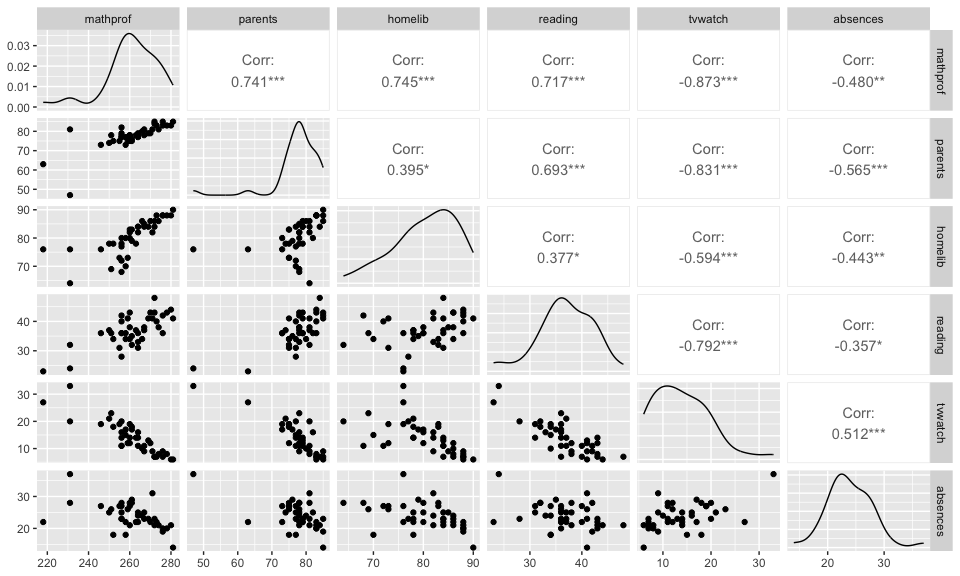 mathprof parents homelib reading tvwatch absences
0.03
0.02
0.01
0.00
Corr:
0.741***
Corr:
0.745***
Corr:
0.717***
Corr:
-0.873***
Corr:
-0.480**
mathprof
80
70
60
50
Corr:
0.395*
Corr:
0.693***
Corr:
-0.831***
Corr:
-0.565***
parents
90
80
70
Corr:
0.377*
Corr:
-0.594***
Corr:
-0.443**
homelib
40
30
Corr:
-0.792***
Corr:
-0.357*
reading
30
20
10
Corr:
0.512***
tvwatch
30
20
absences
220 240 260 280 50 60 70 80 70 80 90 30 40 10 20 30 20 30